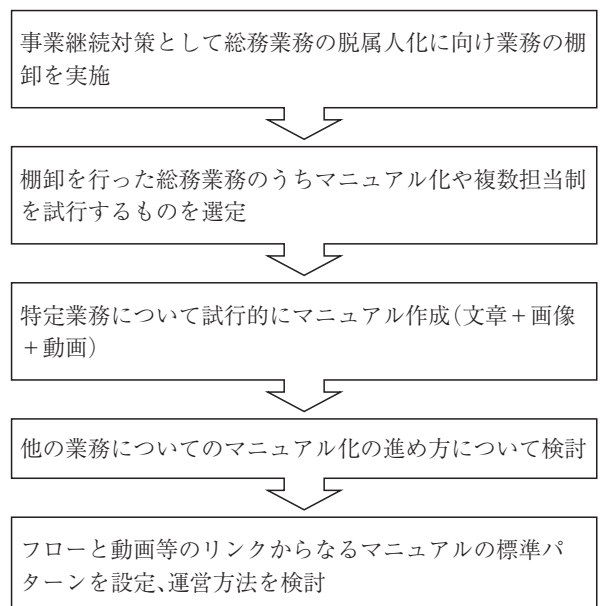 事業継続対策として総務業務の脱属人化に向け業務の棚
卸を実施
棚卸を行った総務業務のうちマニュアル化や複数担当制
を試行するものを選定
特定業務について試行的にマニュアル作成(文章+画像
+動画)
他の業務についてのマニュアル化の進め方について検討
フローと動画等のリンクからなるマニュアルの標準パ
ターンを設定、運営方法を検討